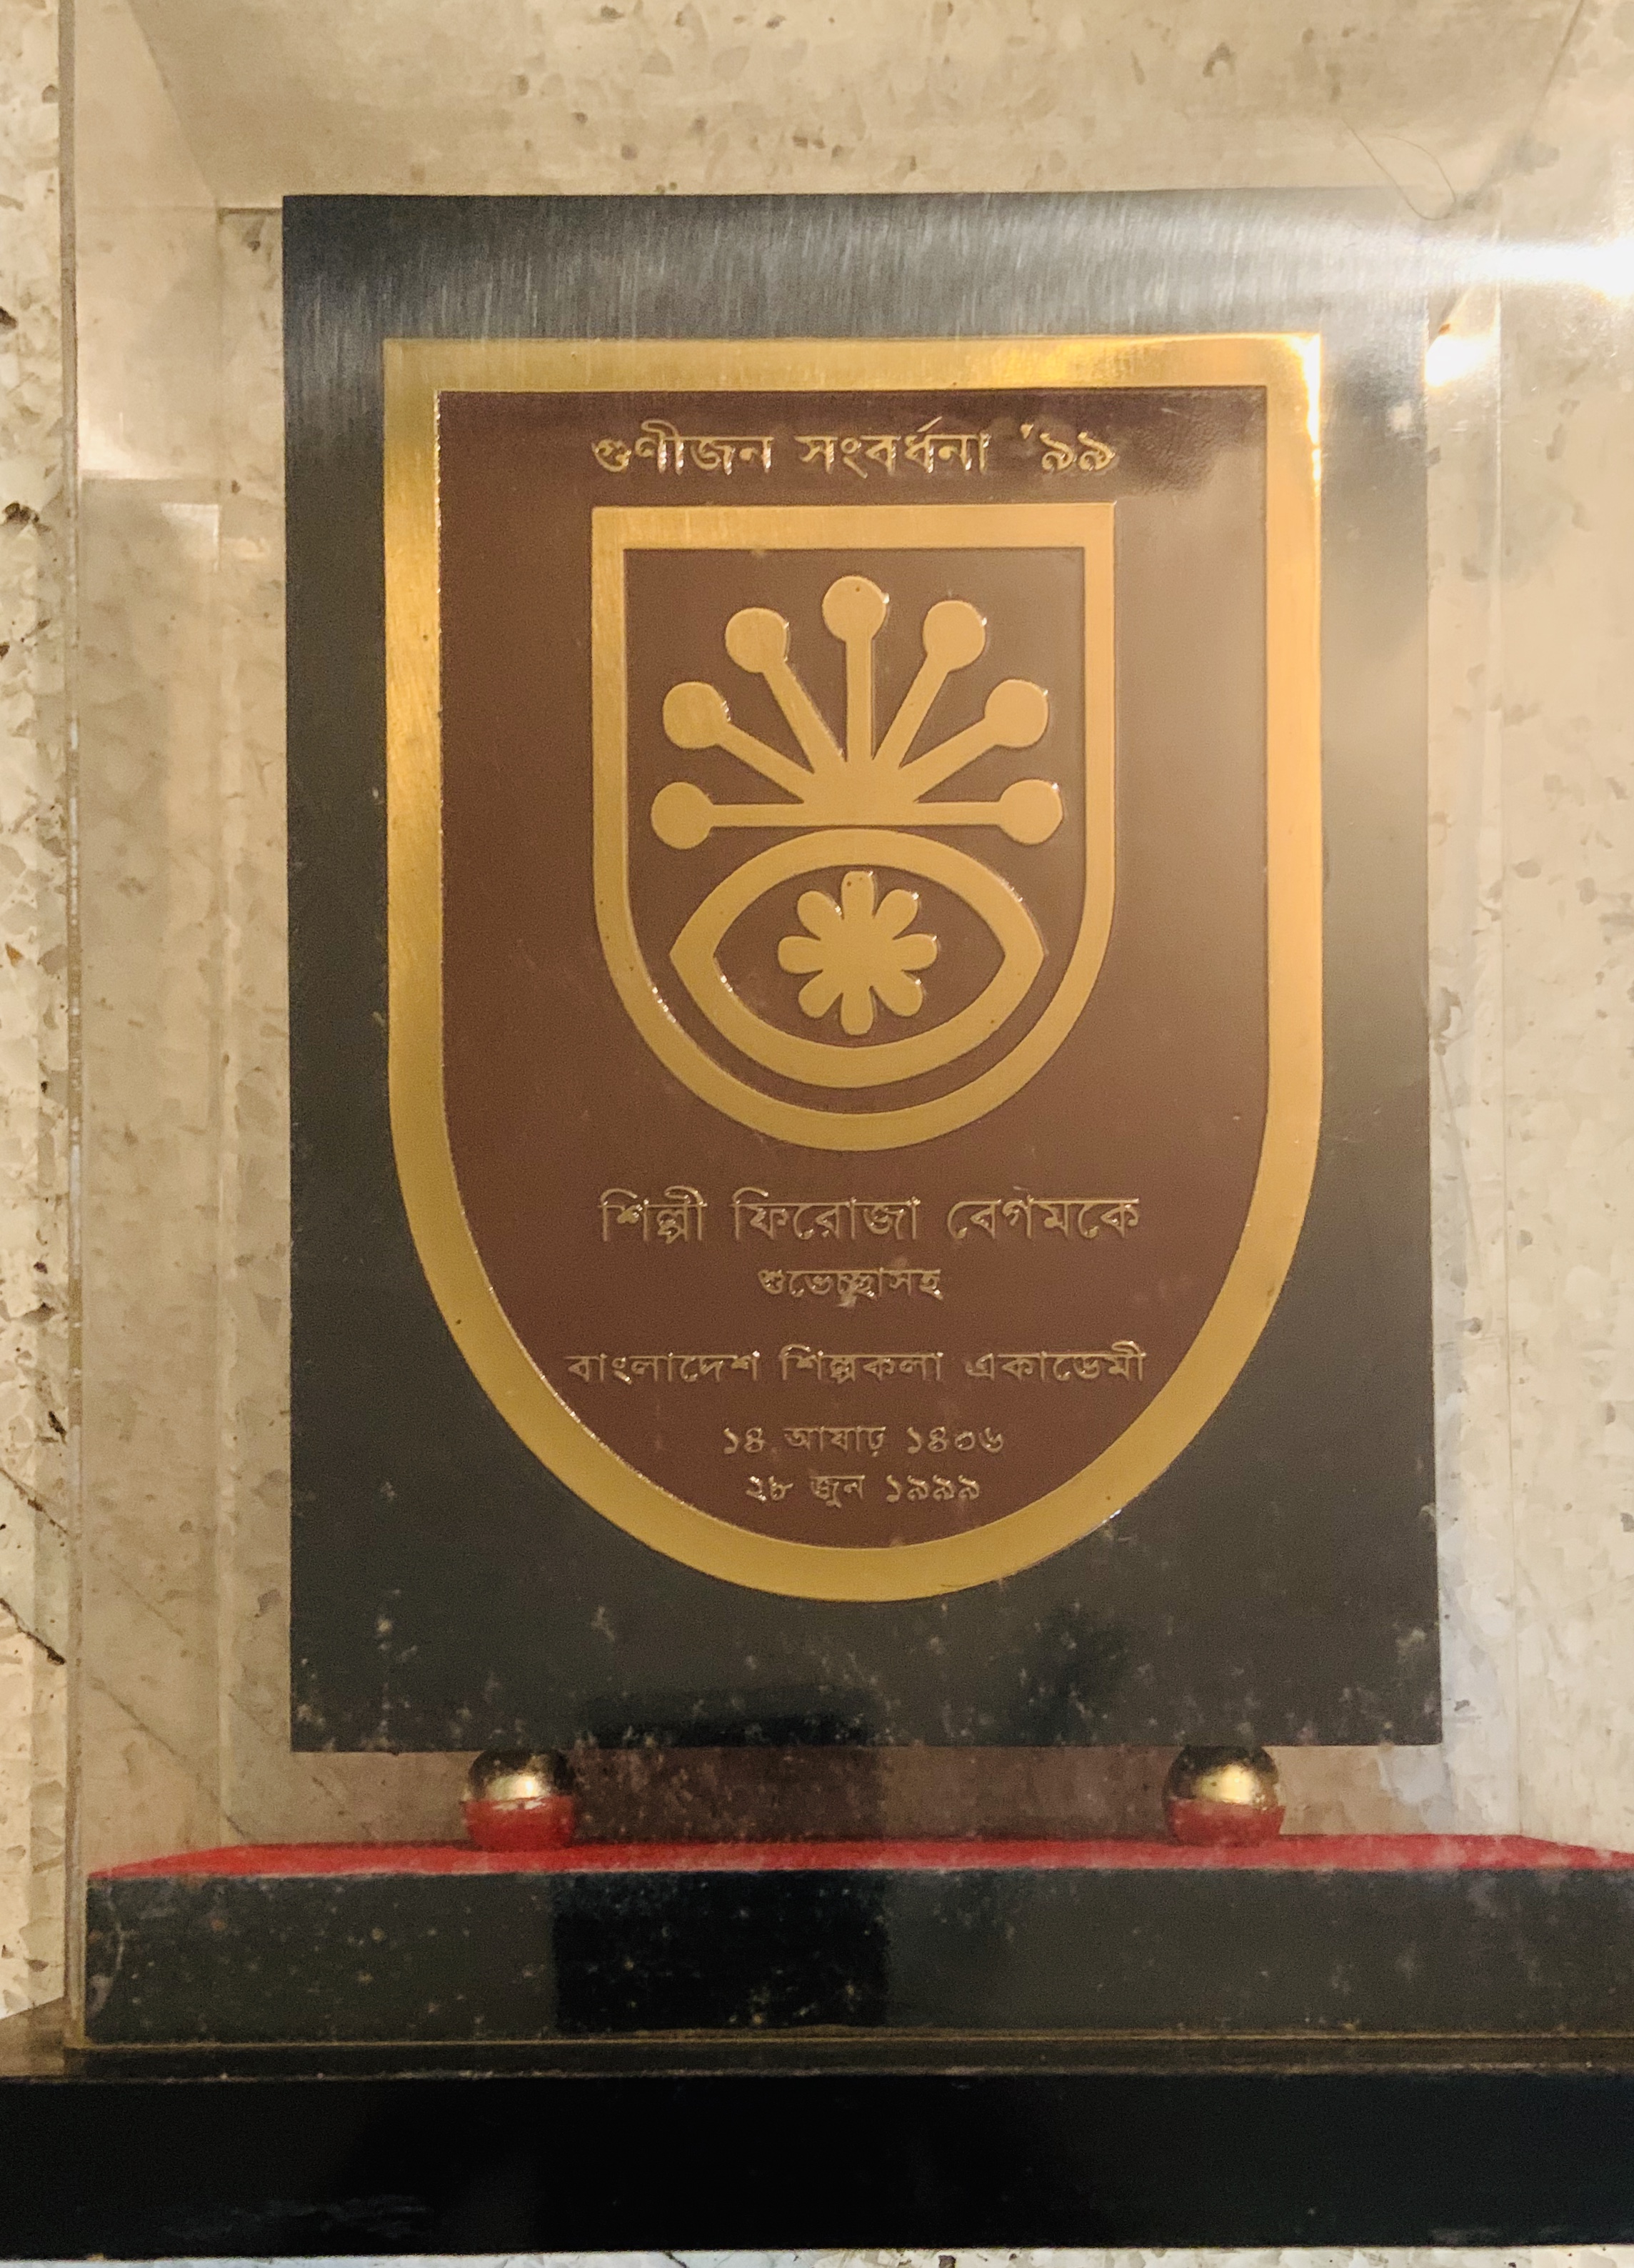 গুণীজন সংবর্ধনা '৯৯
শিল্পী ফিরোজা বেগমকে
শুভেচ্ছাসহ
বাংলাদেশ শিল্পকলা একাডেমী
১৪ আষাঢ় ১৪০৬
২৮ জুন ১৯৯৯